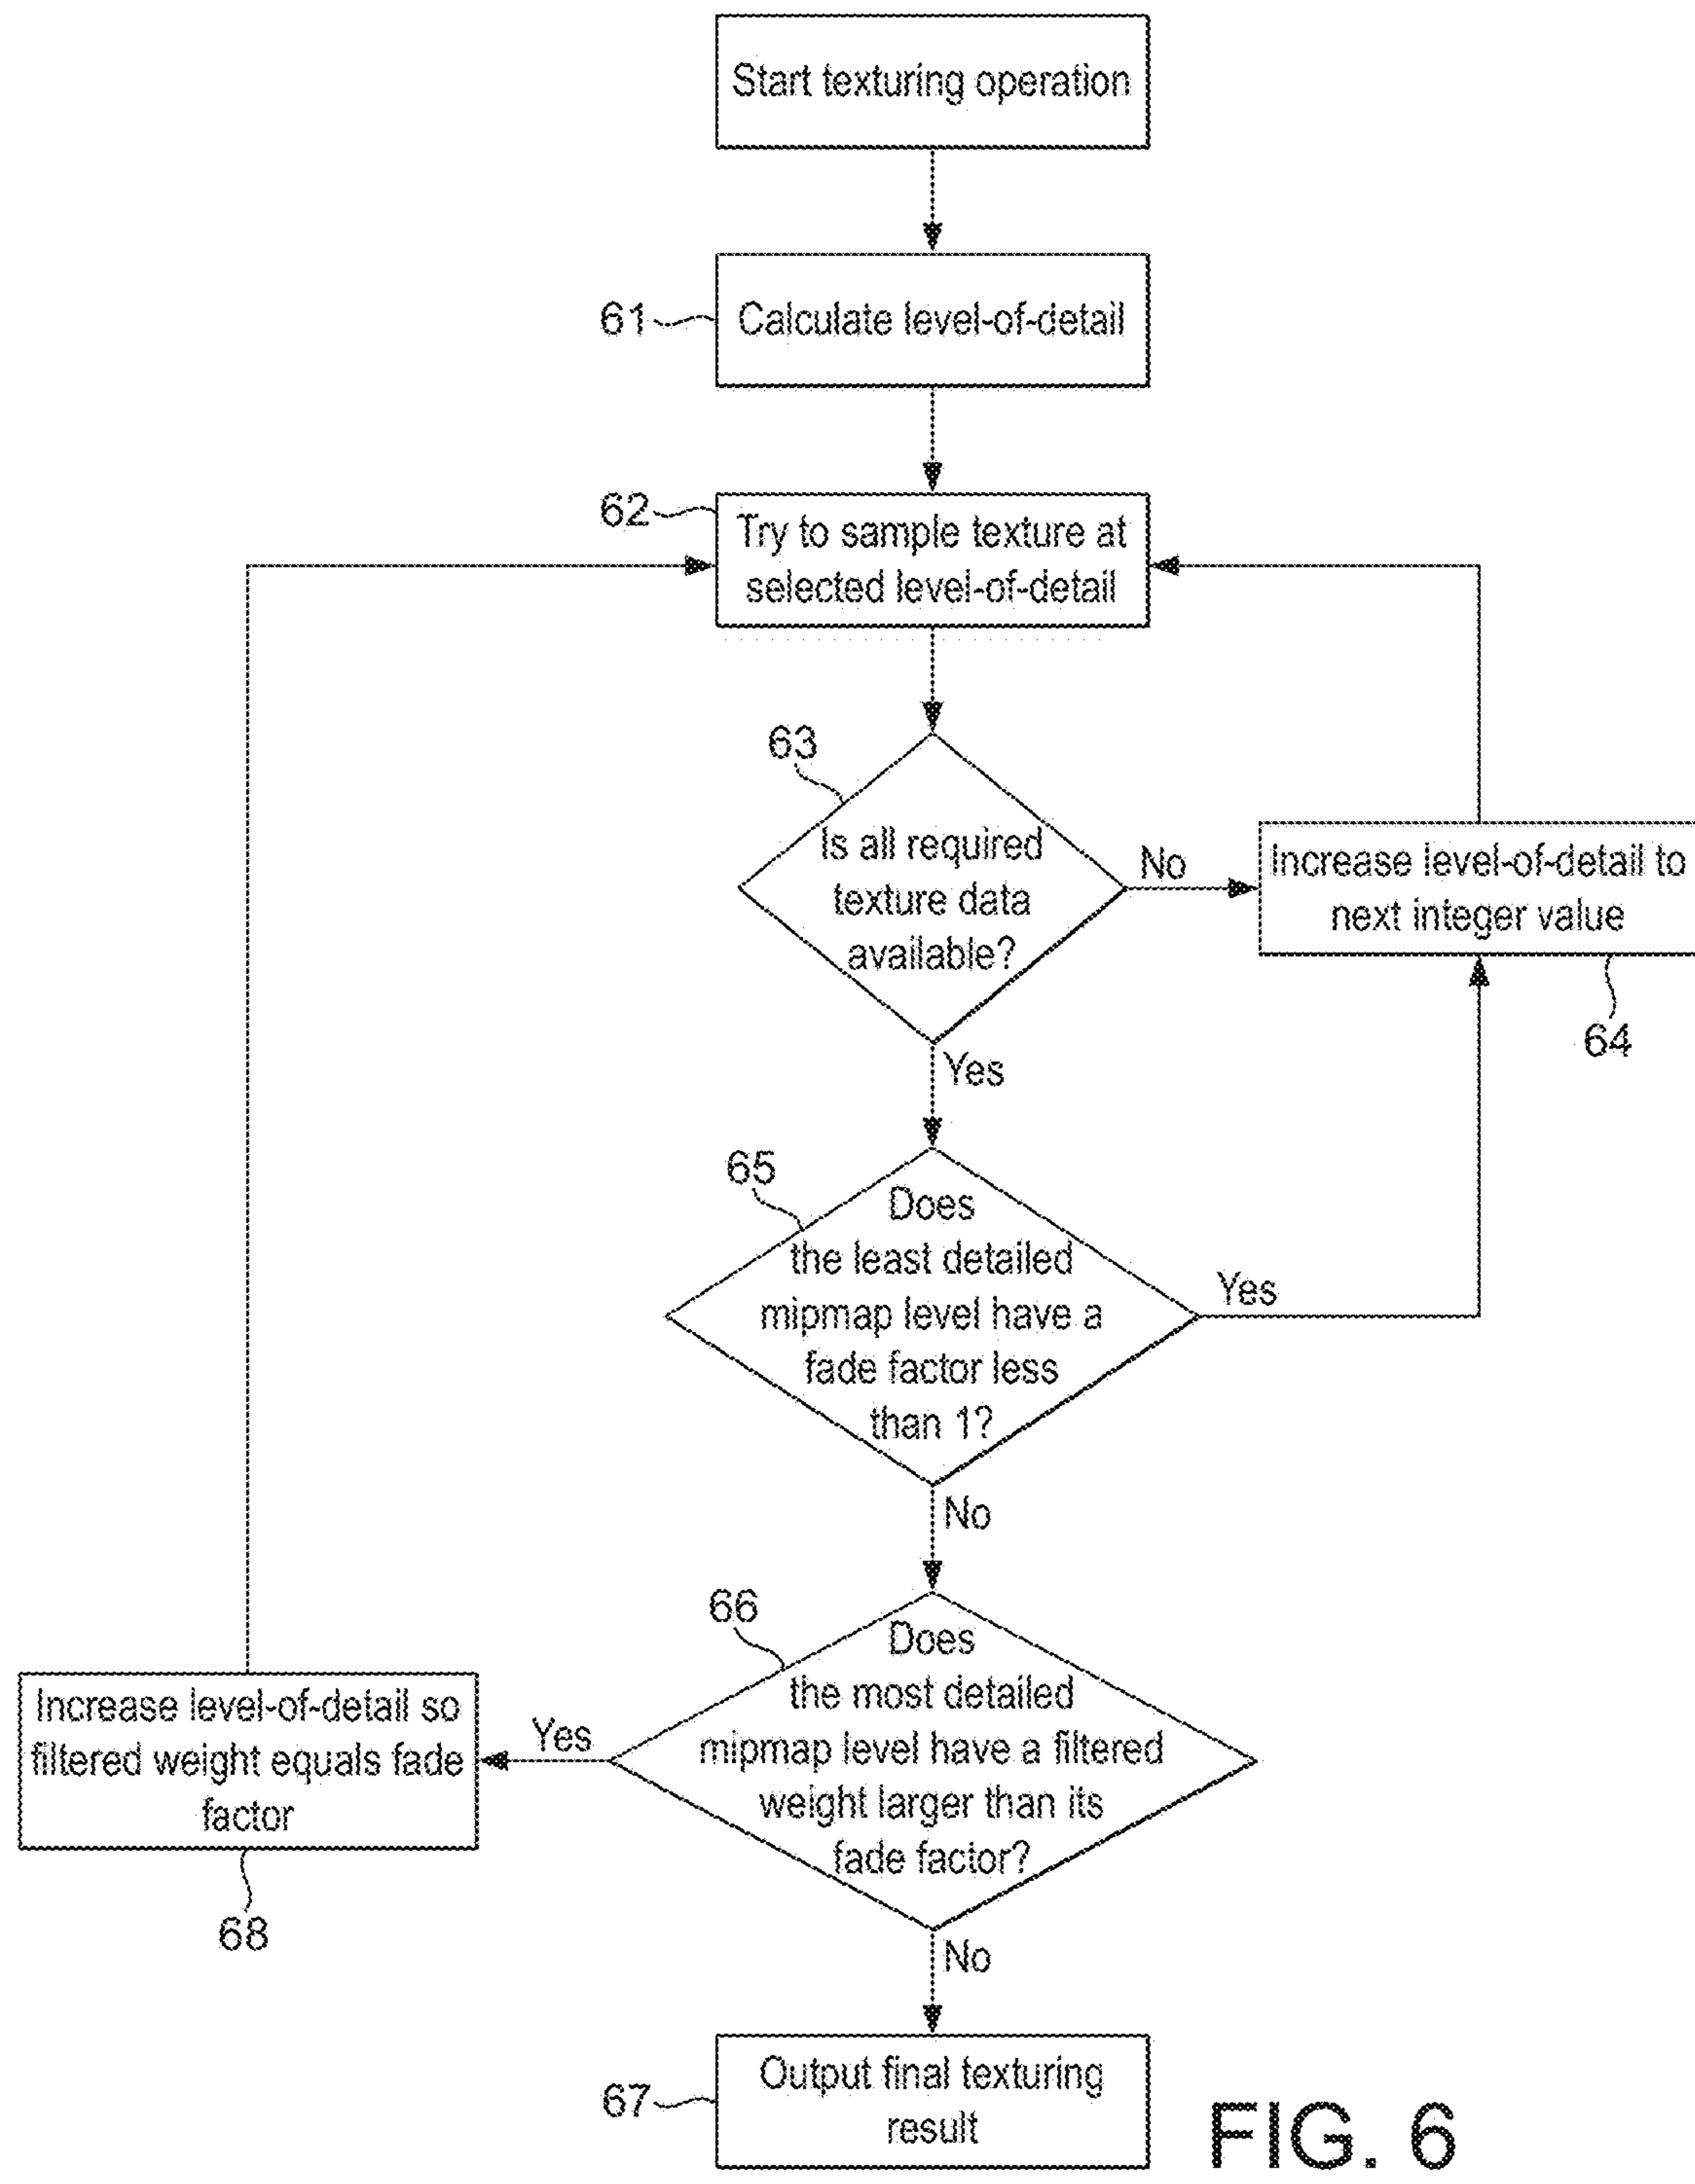 Start texturing operation
61
Calculate level-of-detail
62
Try to sample texture at
selected level-of-detail
63
Is all required
texture data
available?
No
Increase level-of-detail to
next integer value
64
Yes
65
Does
the least detailed
mipmap level have a
fade factor less
than 1?
Yes
No
66
Does
the most detailed
mipmap level have a filtered
weight larger than its
fade factor?
Yes
Increase level-of-detail so
filtered weight equals fade
factor
68
No
67
Output final texturing
result
FIG. 6